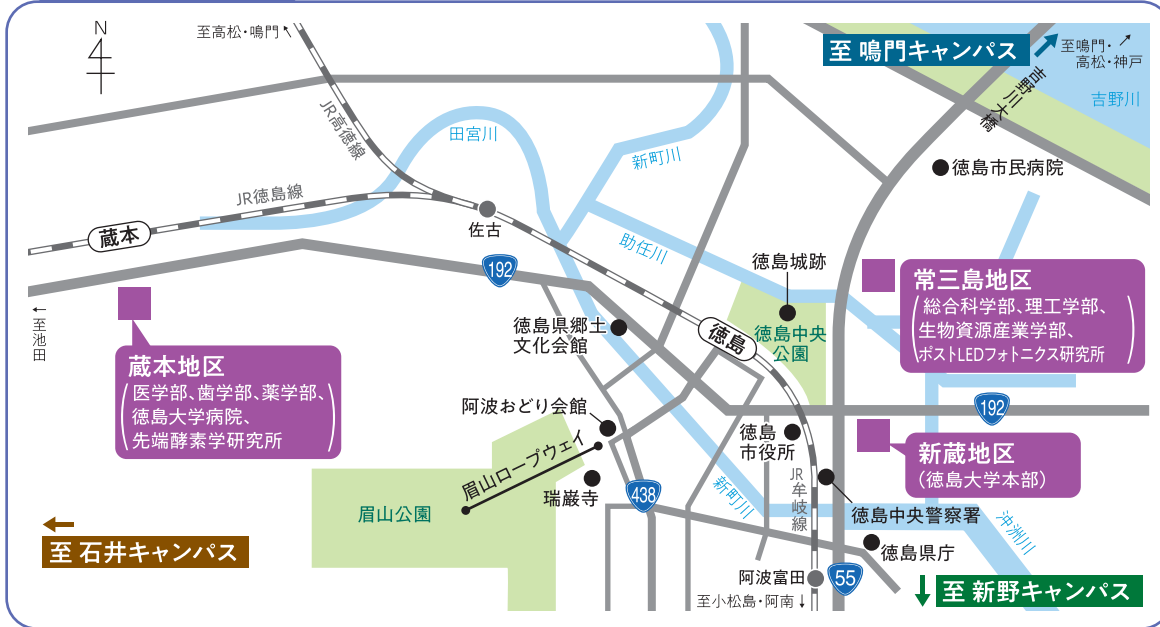 N
至高松・鳴門
至 鳴門キャンパス
至鳴門・
高松・神戸
吉野川大橋
吉野川
JR高徳線
田宮川
新町川
徳島市民病院
JR徳島線
蔵本
佐古
助任川
192
徳島城跡
徳島中央
公園
常三島地区
(総合科学部、理工学部、
生物資源産業学部、
ポストLEDフォトニクス研究所)
←至池田
徳島県郷土
文化会館
徳島
蔵本地区
(医学部、歯学部、薬学部、
徳島大学病院、
先端酵素学研究所)
阿波おどり会館
192
徳島
市役所
新蔵地区
(徳島大学本部)
眉山ロープウェイ
瑞巌寺
438
新町川
JR牟岐線
徳島中央警察署
眉山公園
沖洲川
徳島県庁
至 石井キャンパス
阿波富田
55
至小松島・阿南↓
至 新野キャンパス